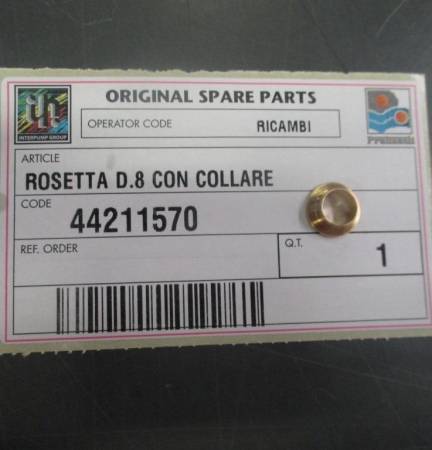 ORIGINAL SPARE PARTS
INTERPUMP GROUP
OPERATOR CODE RICAMBI
ARTICLE
ROSETTA D.8 CON COLLARE
CODE
44211570
REF. ORDER
Q.T.
1